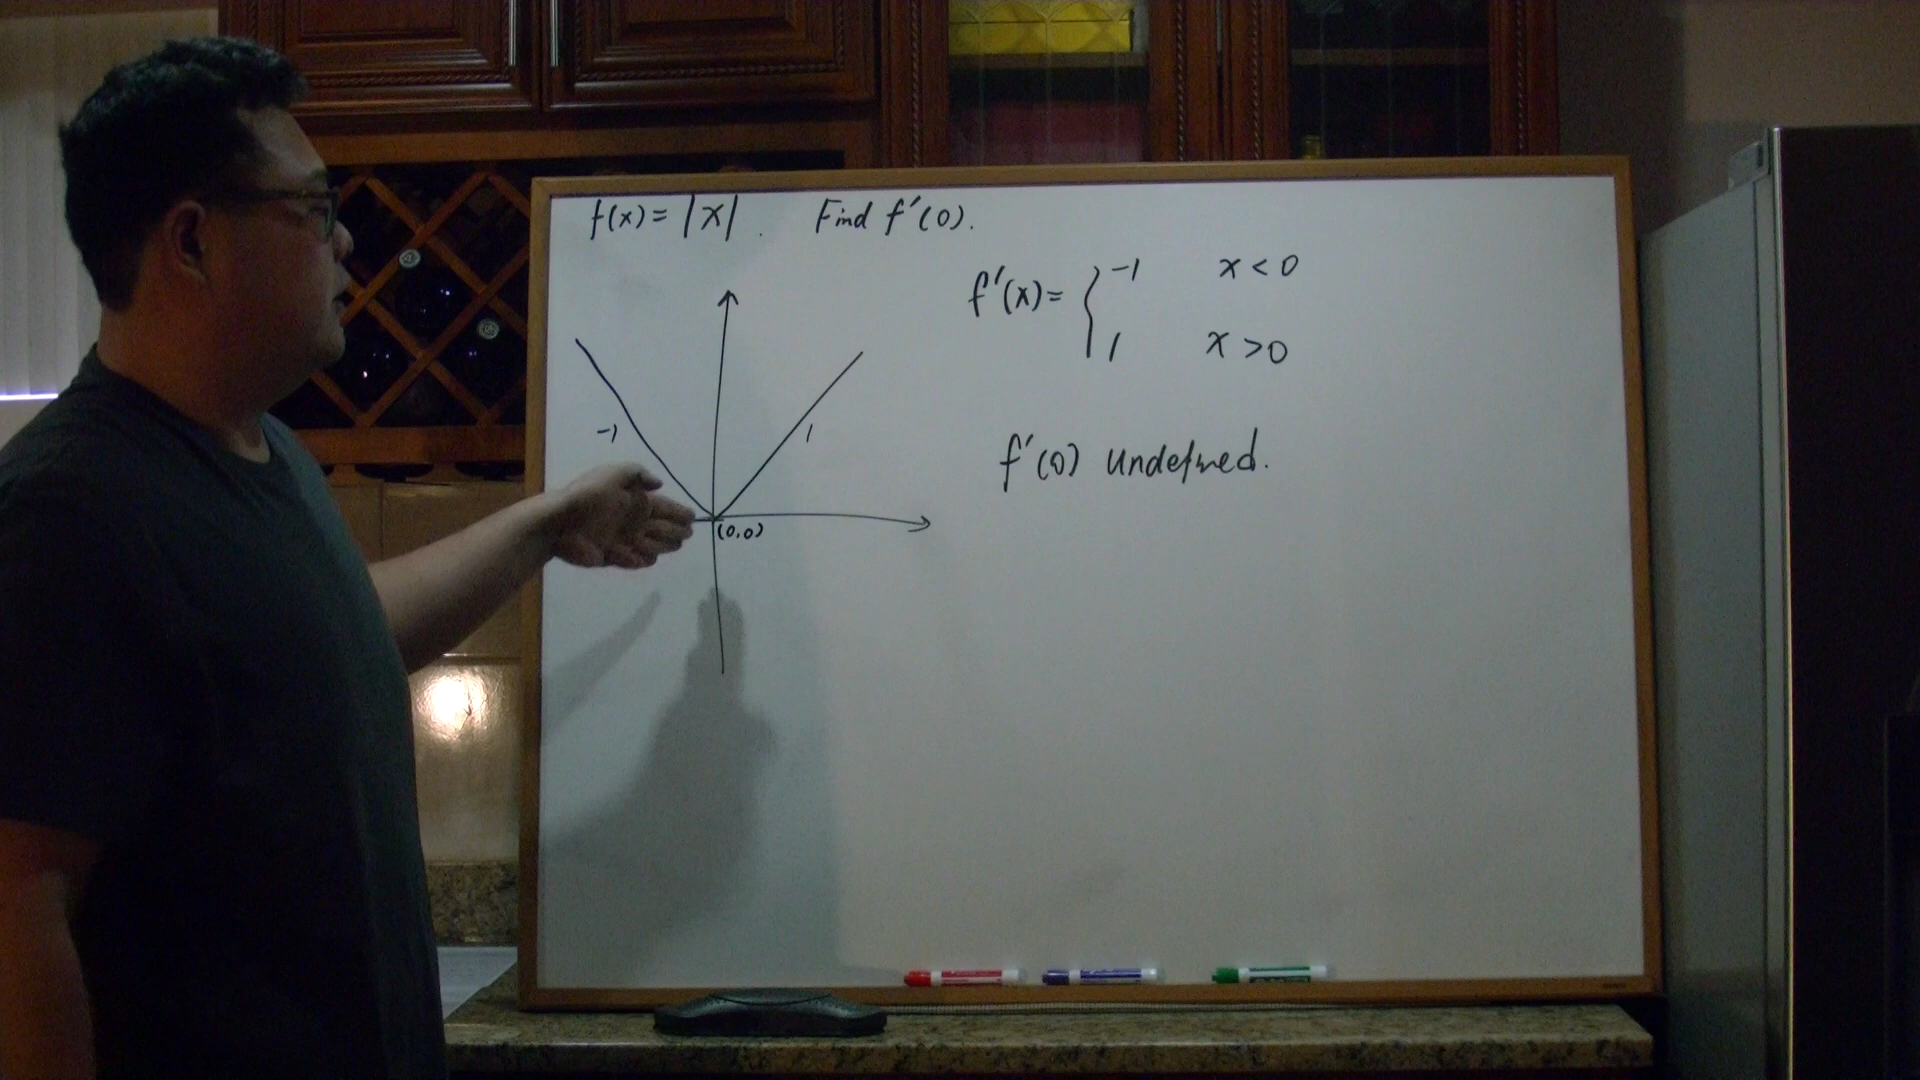 f(x) = |x|. Find f'(0).
f'(x) = { -1 x < 0
1 x > 0
-1
1
f'(0) undefined.
(0,0)